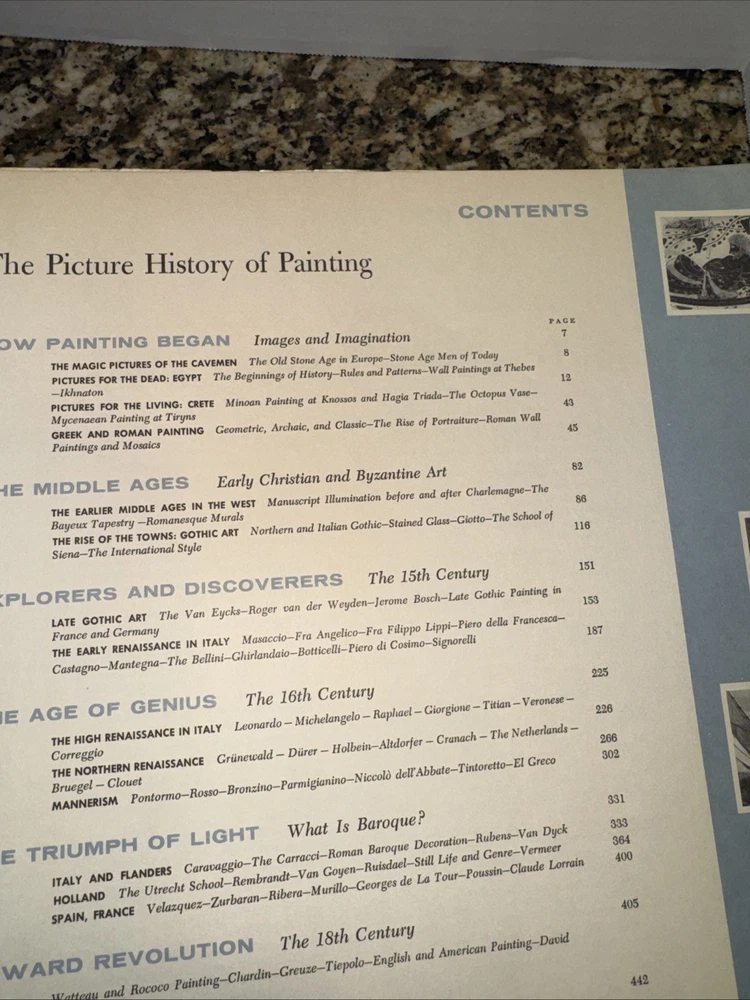 CONTENTS
The Picture History of Painting
PAGE
OW PAINTING BEGAN Images and Imagination 7
THE MAGIC PICTURES OF THE CAVEMEN The Old Stone Age in Europe—Stone Age Men of Today 8
PICTURES FOR THE DEAD: EGYPT The Beginnings of History—Rules and Patterns—Wall Paintings at Thebes
—Ikhnaton 12
PICTURES FOR THE LIVING: CRETE Minoan Painting at Knossos and Hagia Triada—The Octopus Vase—
Mycenaean Painting at Tiryns 43
GREEK AND ROMAN PAINTING Geometric, Archaic, and Classic—The Rise of Portraiture—Roman Wall
Paintings and Mosaics 45
HE MIDDLE AGES Early Christian and Byzantine Art 82
THE EARLIER MIDDLE AGES IN THE WEST Manuscript Illumination before and after Charlemagne—The
Bayeux Tapestry —Romanesque Murals 86
THE RISE OF THE TOWNS: GOTHIC ART Northern and Italian Gothic—Stained Glass—Giotto—The School of
Siena—The International Style 116
XPLORERS AND DISCOVERERS The 15th Century 151
LATE GOTHIC ART The Van Eycks—Roger van der Weyden—Jerome Bosch—Late Gothic Painting in
France and Germany 153
THE EARLY RENAISSANCE IN ITALY Masaccio—Fra Angelico—Fra Filippo Lippi—Piero della Francesca—
Castagno—Mantegna—The Bellini—Ghirlandaio—Botticelli—Piero di Cosimo—Signorelli 187
HE AGE OF GENIUS The 16th Century 225
THE HIGH RENAISSANCE IN ITALY Leonardo — Michelangelo — Raphael — Giorgione — Titian — Veronese —
Correggio 226
THE NORTHERN RENAISSANCE Grünewald — Dürer — Holbein—Altdorfer — Cranach — The Netherlands —
Bruegel — Clouet 266
MANNERISM Pontormo—Rosso—Bronzino—Parmigianino—Niccolò dell'Abbate—Tintoretto—El Greco 302
E TRIUMPH OF LIGHT What Is Baroque? 331
ITALY AND FLANDERS Caravaggio—The Carracci—Roman Baroque Decoration—Rubens—Van Dyck 333
HOLLAND The Utrecht School—Rembrandt—Van Goyen—Ruisdael—Still Life and Genre—Vermeer 364
SPAIN, FRANCE Velazquez—Zurbaran—Ribera—Murillo—Georges de La Tour—Poussin—Claude Lorrain 400
WARD REVOLUTION The 18th Century 405
Watteau and Rococo Painting—Chardin—Greuze—Tiepolo—English and American Painting—David
442